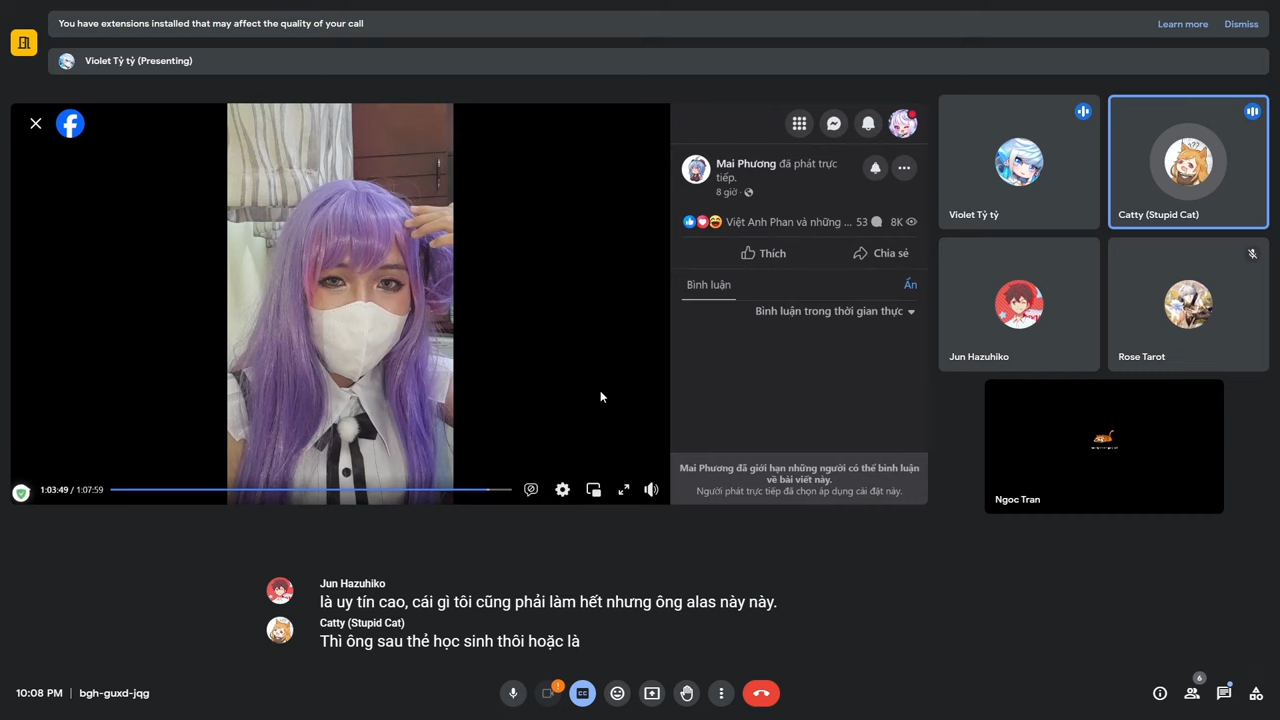 You have extensions installed that may affect the quality of your call
Learn more
Dismiss
Violet Tỷ tỷ (Presenting)
Mai Phương đã phát trực
tiếp.
8 giờ ·
Việt Anh Phan và những ... 53
8K
Thích
Chia sẻ
Bình luận
Ẩn
Bình luận trong thời gian thực
Mai Phương đã giới hạn những người có thể bình luận
về bài viết này.
Người phát trực tiếp đã chọn áp dụng cài đặt này.
1:03:49 / 1:07:59
Violet Tỷ tỷ
Catty (Stupid Cat)
Jun Hazuhiko
Rose Tarot
Ngoc Tran
Jun Hazuhiko
là uy tín cao, cái gì tôi cũng phải làm hết nhưng ông alas này này.
Catty (Stupid Cat)
Thì ông sau thẻ học sinh thôi hoặc là
10:08 PM | bgh-guxd-jqg
6